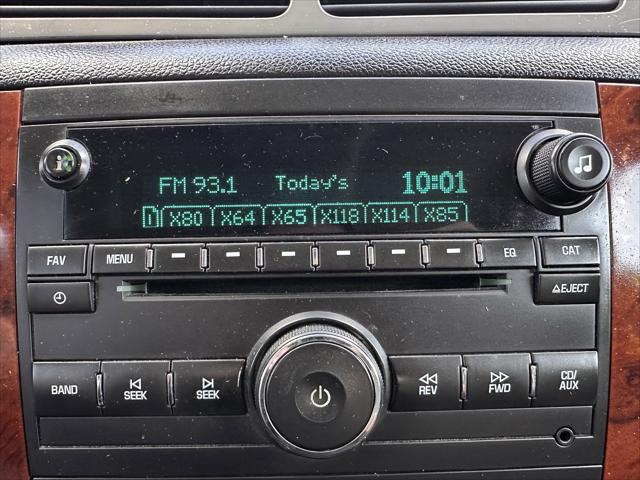 FM 93.1 Today's 10:01
1 X80 X64 X65 X118 X114 X85
FAV MENU EQ CAT
EJECT
BAND SEEK SEEK REV FWD CD/
AUX